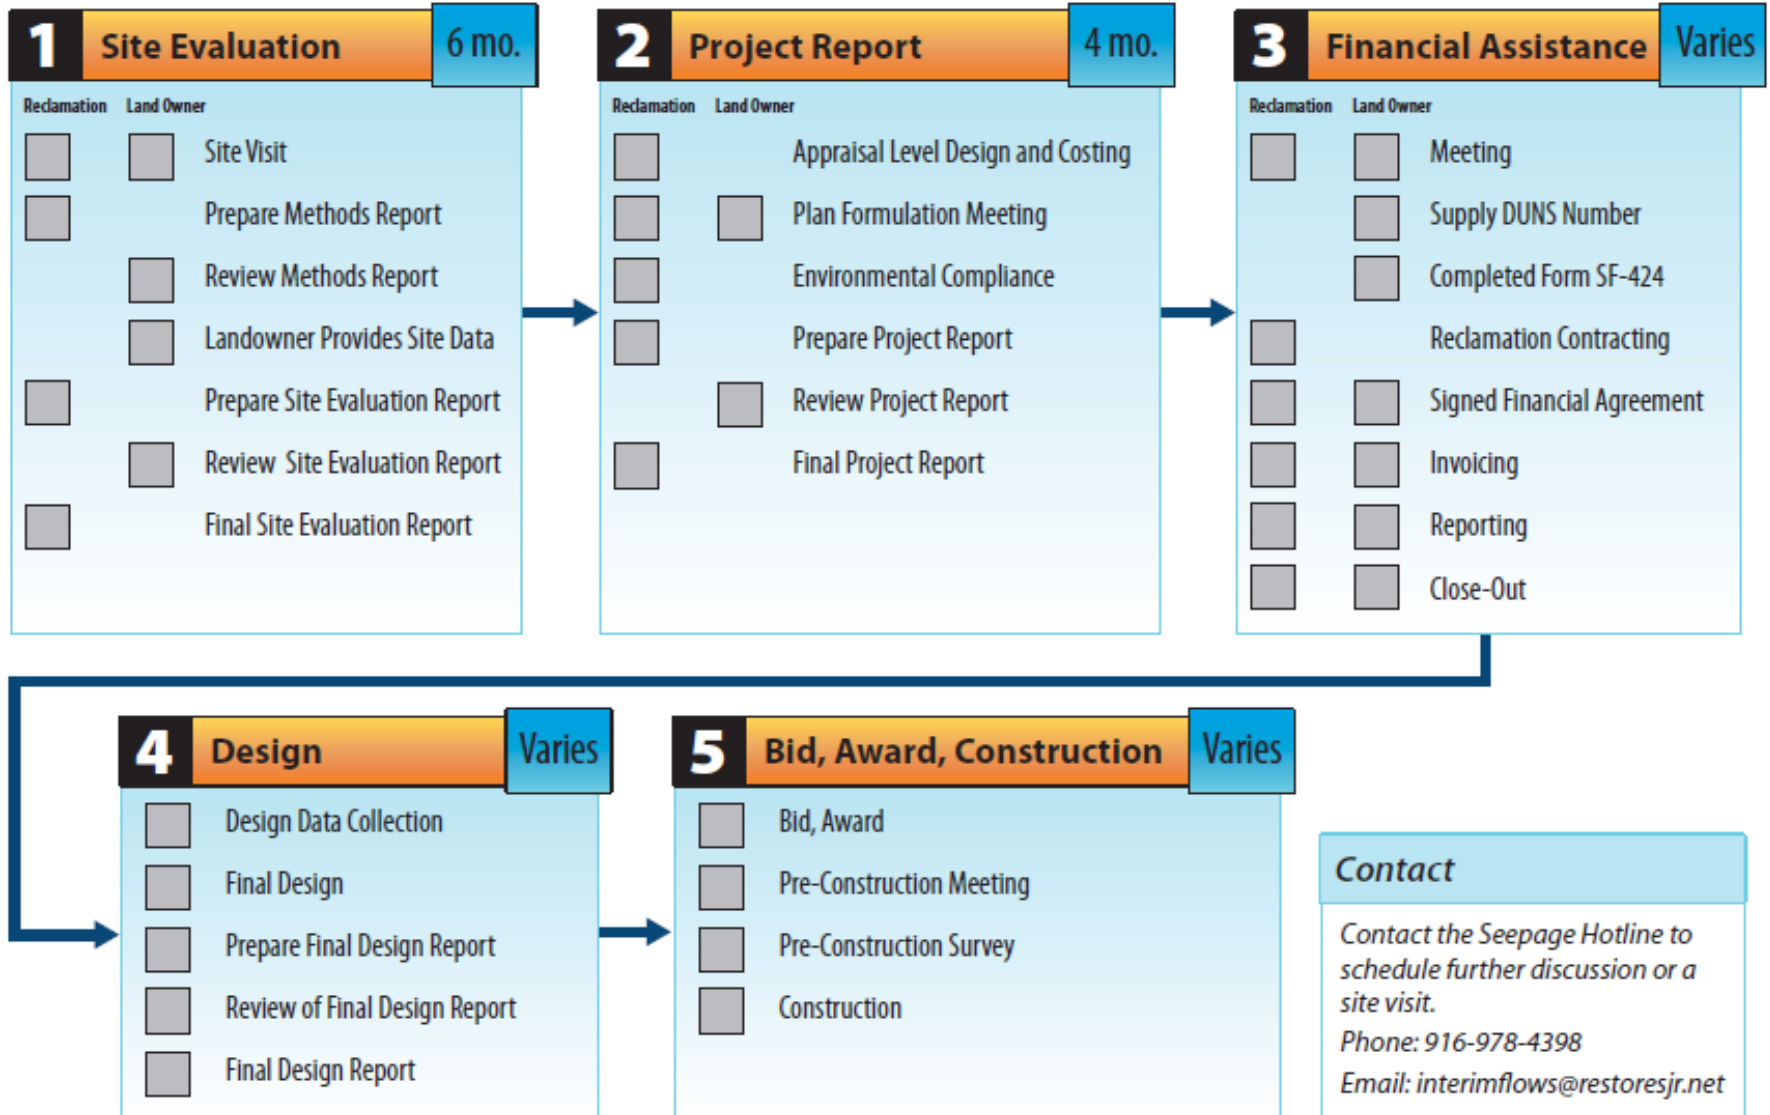 1 Site Evaluation 6 mo.
Reclamation Land Owner
Site Visit
Prepare Methods Report
Review Methods Report
Landowner Provides Site Data
Prepare Site Evaluation Report
Review Site Evaluation Report
Final Site Evaluation Report
2 Project Report 4 mo.
Reclamation Land Owner
Appraisal Level Design and Costing
Plan Formulation Meeting
Environmental Compliance
Prepare Project Report
Review Project Report
Final Project Report
3 Financial Assistance Varies
Reclamation Land Owner
Meeting
Supply DUNS Number
Completed Form SF-424
Reclamation Contracting
Signed Financial Agreement
Invoicing
Reporting
Close-Out
4 Design Varies
Design Data Collection
Final Design
Prepare Final Design Report
Review of Final Design Report
Final Design Report
5 Bid, Award, Construction Varies
Bid, Award
Pre-Construction Meeting
Pre-Construction Survey
Construction
Contact
Contact the Seepage Hotline to
schedule further discussion or a
site visit.
Phone: 916-978-4398
Email: interimflows@restoresjr.net